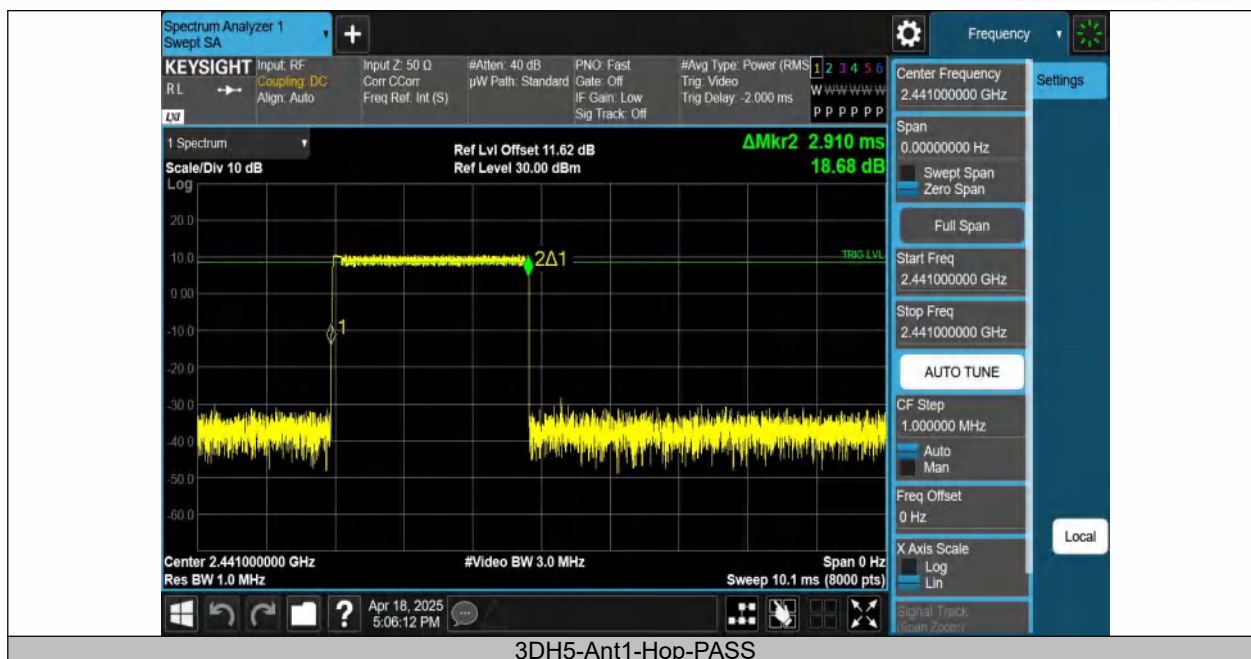 Spectrum Analyzer 1
Swept SA
+
Frequency
KEYSIGHT
RL
LXI
Input: RF
Coupling: DC
Align: Auto
Input Z: 50 Ω
Corr CCorr
Freq Ref: Int (S)
#Atten: 40 dB
µW Path: Standard
PNO: Fast
Gate: Off
IF Gain: Low
Sig Track: Off
#Avg Type: Power (RMS
Trig: Video
Trig Delay: -2.000 ms
1 2 3 4 5 6
W W W W W W
P P P P P P
1 Spectrum
Scale/Div 10 dB
Log
Ref Lvl Offset 11.62 dB
Ref Level 30.00 dBm
ΔMkr2 2.910 ms
18.68 dB
20.0
10.0
0.00
-10.0
-20.0
-30.0
-40.0
-50.0
-60.0
2Δ1
TRIG LVL
1
Center 2.441000000 GHz
Res BW 1.0 MHz
#Video BW 3.0 MHz
Span 0 Hz
Sweep 10.1 ms (8000 pts)
?
Apr 18, 2025
5:06:12 PM
Center Frequency
2.441000000 GHz
Span
0.00000000 Hz
Swept Span
Zero Span
Full Span
Start Freq
2.441000000 GHz
Stop Freq
2.441000000 GHz
AUTO TUNE
CF Step
1.000000 MHz
Auto
Man
Freq Offset
0 Hz
X Axis Scale
Log
Lin
Signal Track
(Span Zoom)
Settings
Local
3DH5-Ant1-Hop-PASS